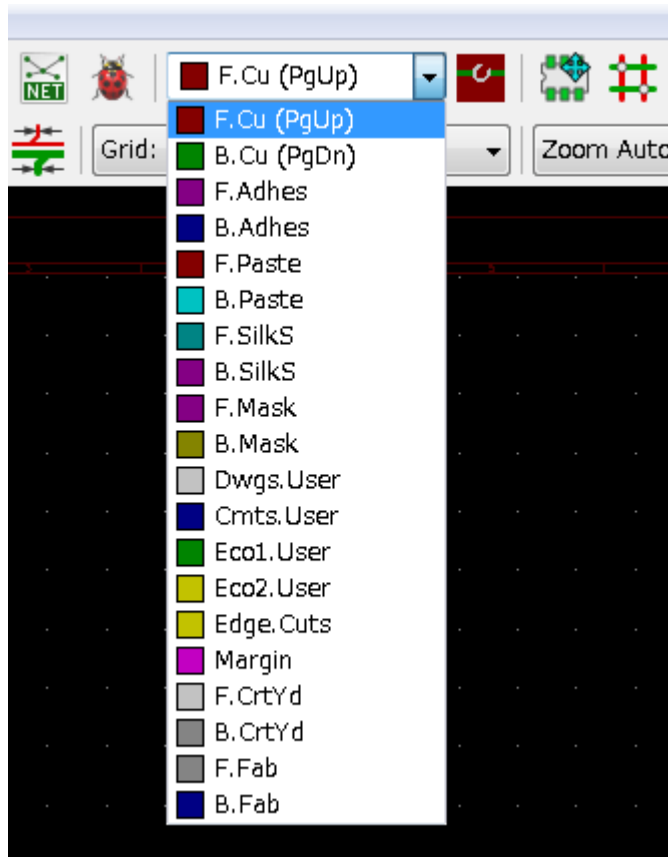 NET
F.Cu (PgUp)
F.Cu (PgUp)
Grid:
B.Cu (PgDn)
Zoom Auto
F.Adhes
B.Adhes
F.Paste
B.Paste
F.SilkS
B.SilkS
F.Mask
B.Mask
Dwgs.User
Cmts.User
Eco1.User
Eco2.User
Edge.Cuts
Margin
F.CrtYd
B.CrtYd
F.Fab
B.Fab